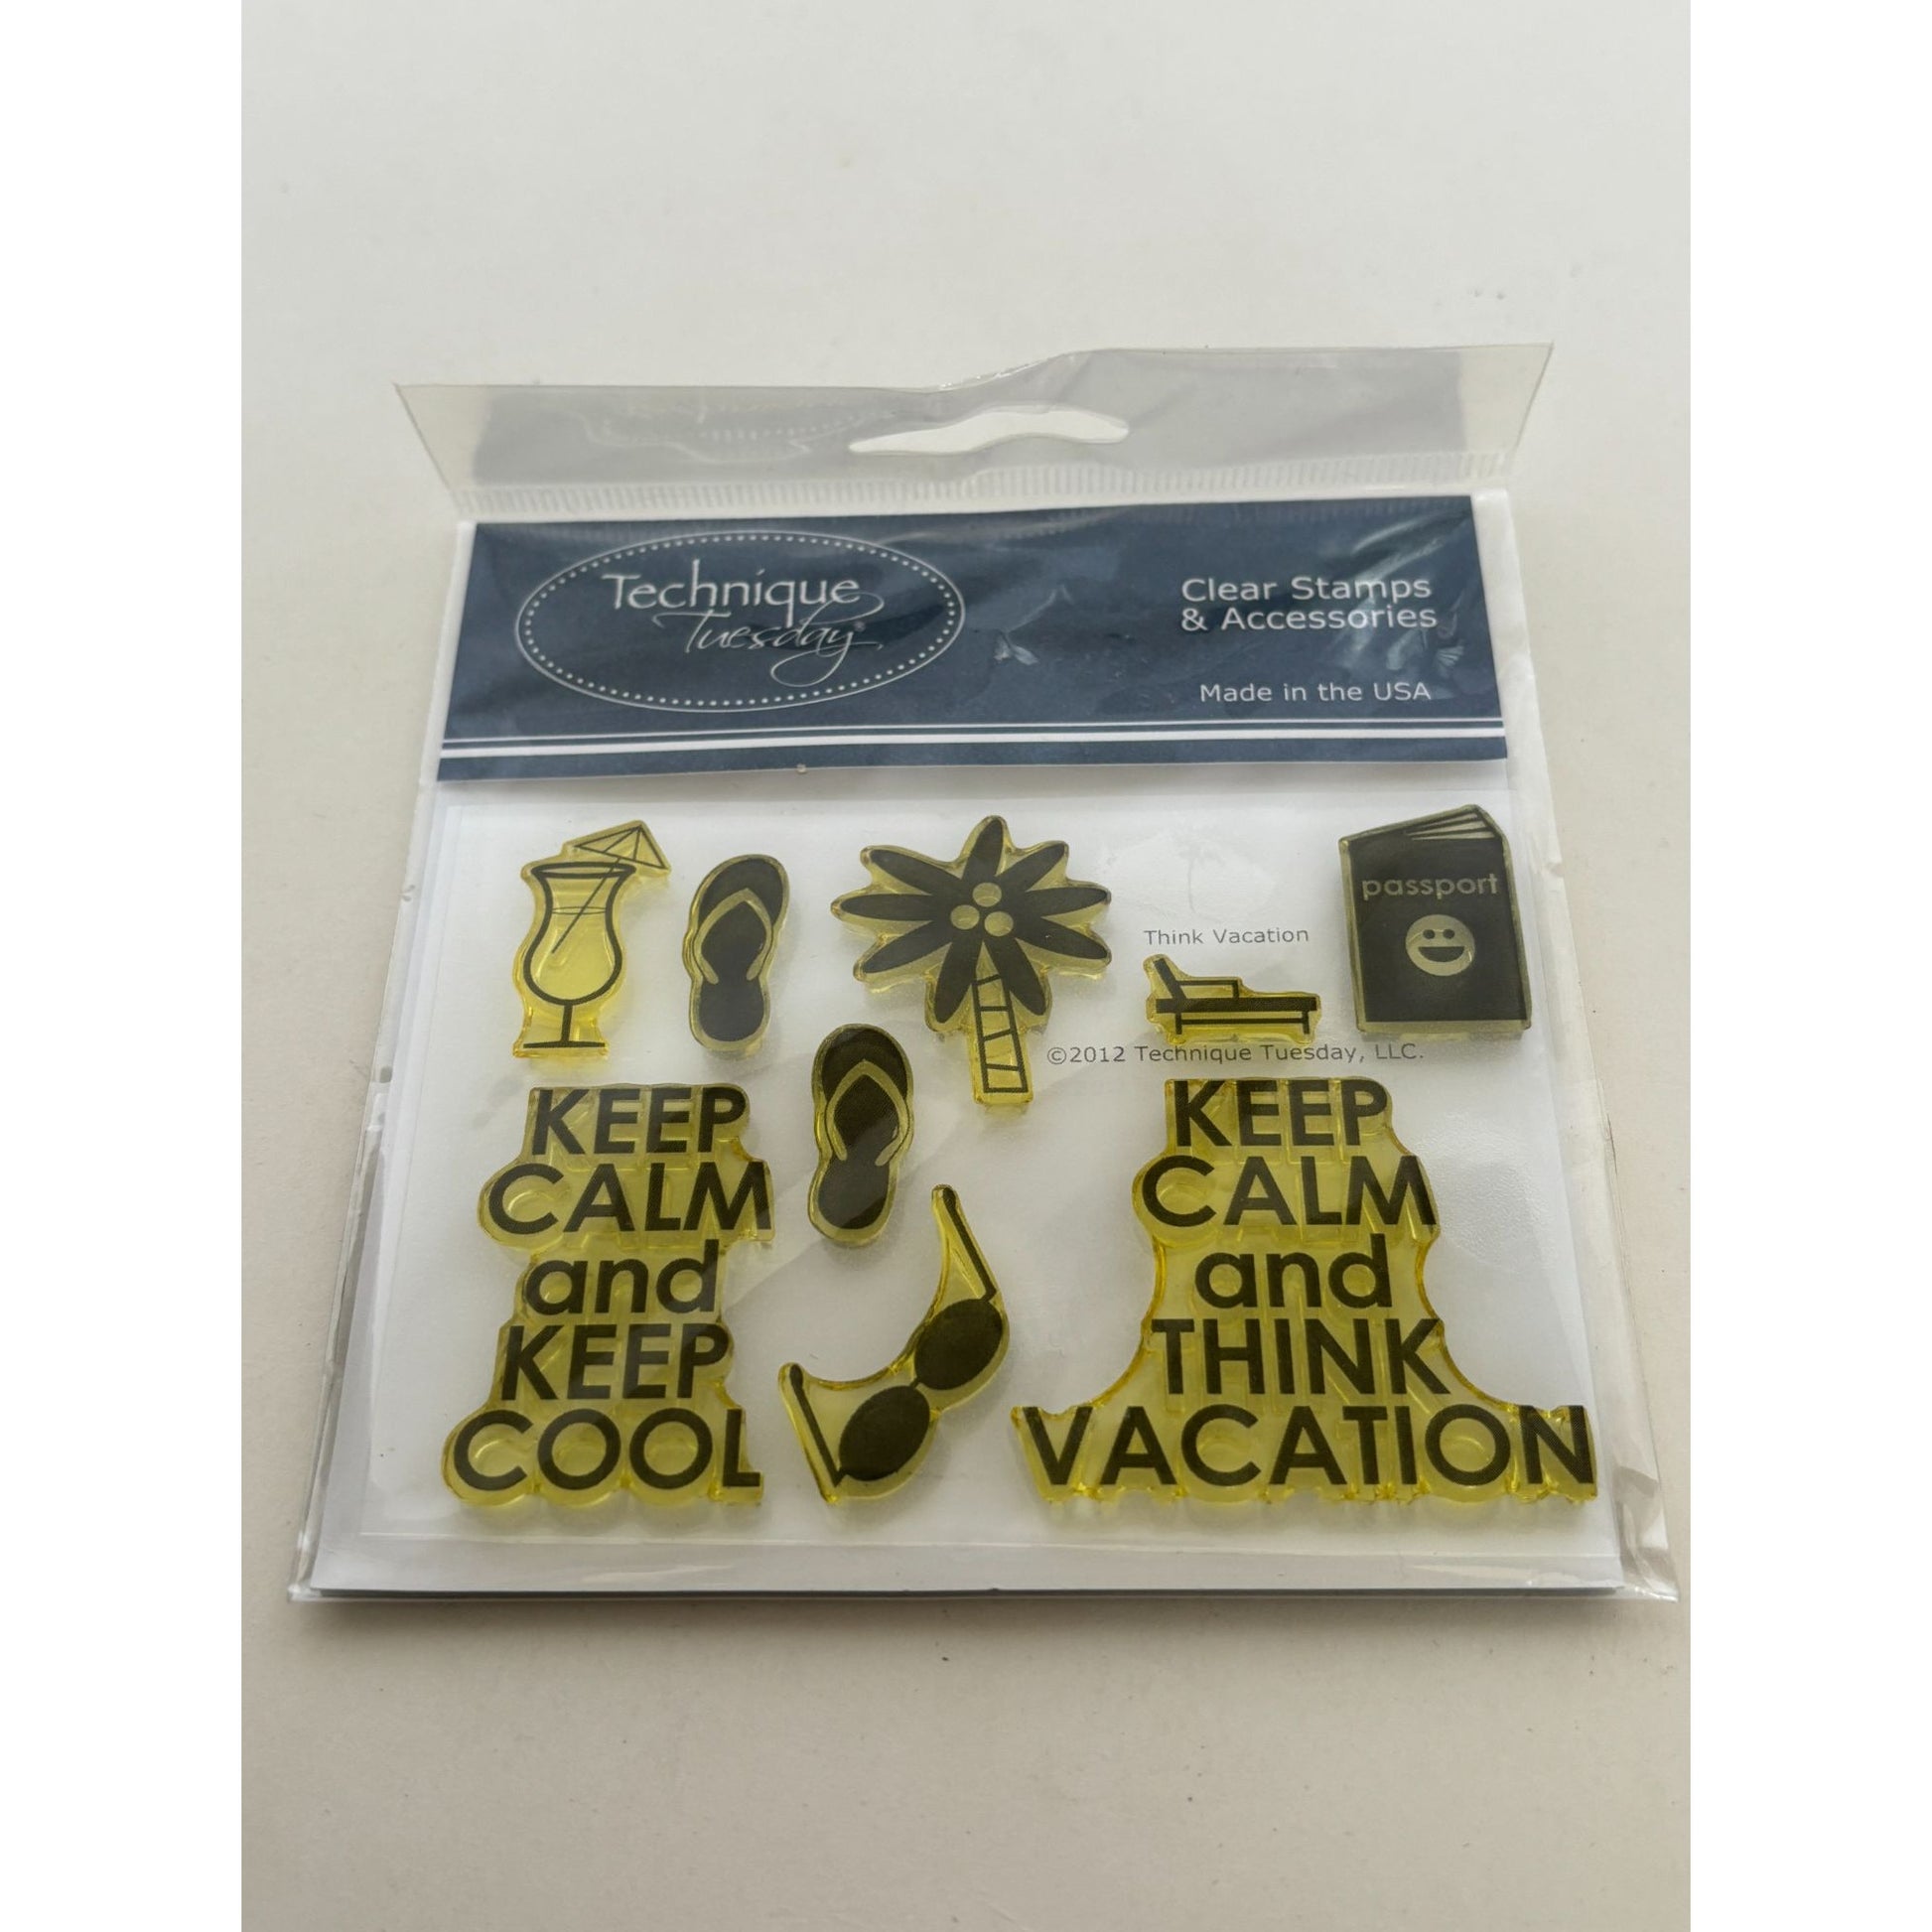 Technique
Tuesday®
Clear Stamps
& Accessories
Made in the USA
passport
Think Vacation
©2012 Technique Tuesday, LLC.
KEEP
CALM
and
KEEP
COOL
KEEP
CALM
and
THINK
VACATION